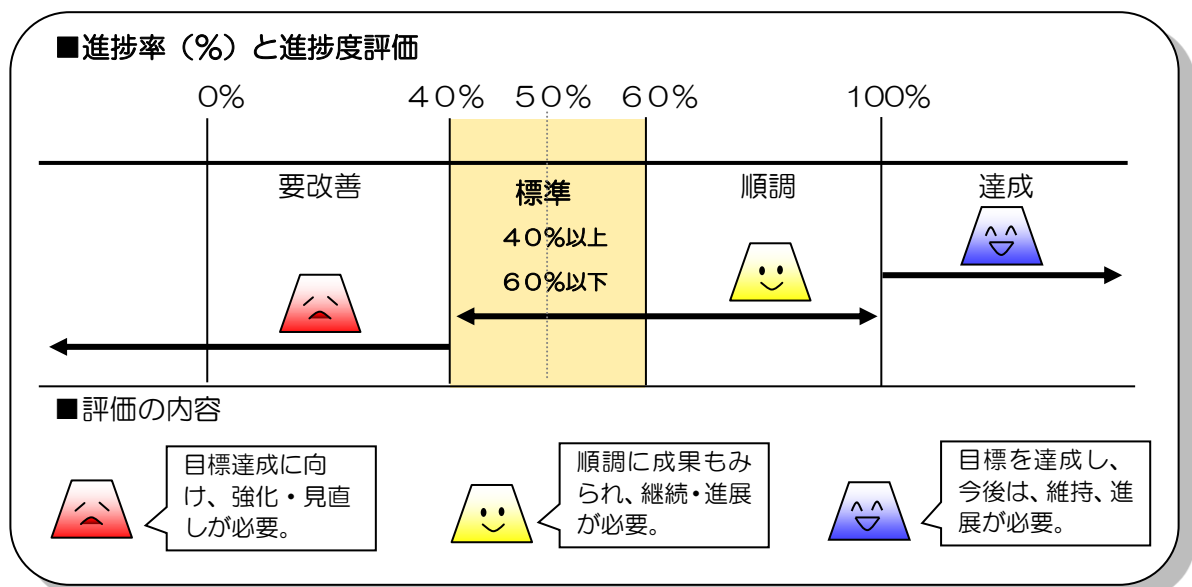 ■進捗率（％）と進捗度評価
０％
４０％
５０％
６０％
１００％
要改善
標準
４０％以上
６０％以下
順調
達成
■評価の内容
目標達成に向
け、強化・見直
しが必要。
順調に成果もみ
られ、継続・進展
が必要。
目標を達成し、
今後は、維持、進
展が必要。